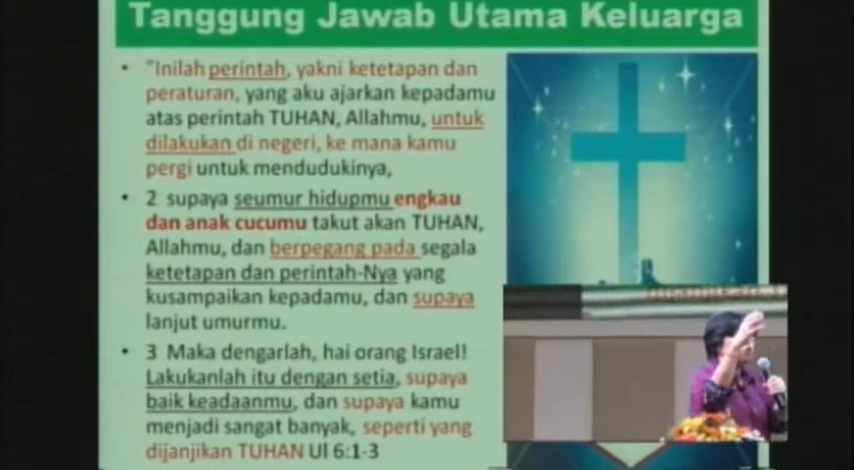 Tanggung Jawab Utama Keluarga
• "Inilah perintah, yakni ketetapan dan
peraturan, yang aku ajarkan kepadamu
atas perintah TUHAN, Allahmu, untuk
dilakukan di negeri, ke mana kamu
pergi untuk mendudukinya,
• 2 supaya seumur hidupmu engkau
dan anak cucumu takut akan TUHAN,
Allahmu, dan berpegang pada segala
ketetapan dan perintah-Nya yang
kusampaikan kepadamu, dan supaya
lanjut umurmu.
• 3 Maka dengarlah, hai orang Israel!
Lakukanlah itu dengan setia, supaya
baik keadaanmu, dan supaya kamu
menjadi sangat banyak, seperti yang
dijanjikan TUHAN Ul 6:1-3